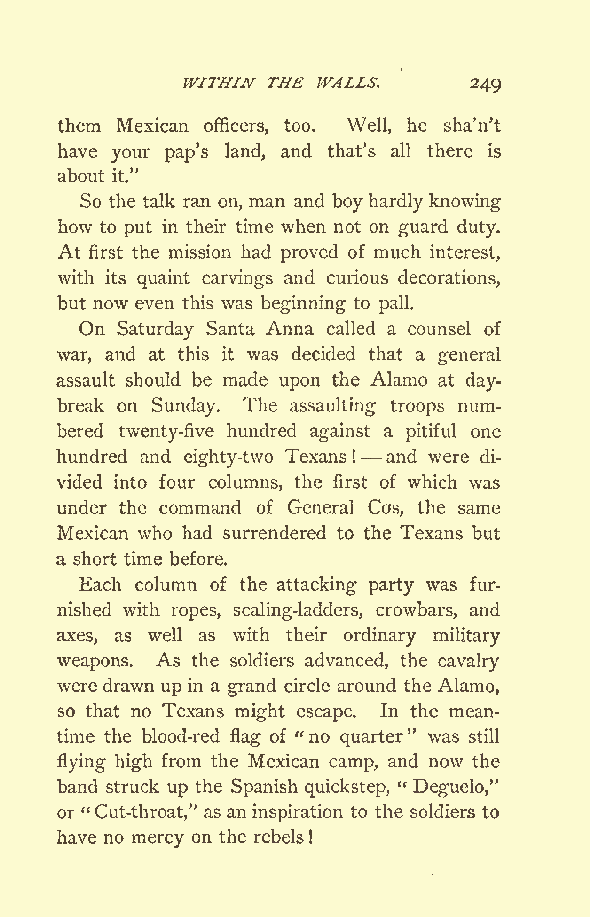 WITHIN THE WALLS. 249
them Mexican officers, too. Well, he sha'n't
have your pap's land, and that's all there is
about it."
So the talk ran on, man and boy hardly knowing
how to put in their time when not on guard duty.
At first the mission had proved of much interest,
with its quaint carvings and curious decorations,
but now even this was beginning to pall.
On Saturday Santa Anna called a counsel of
war, and at this it was decided that a general
assault should be made upon the Alamo at day-
break on Sunday. The assaulting troops num-
bered twenty-five hundred against a pitiful one
hundred and eighty-two Texans! — and were di-
vided into four columns, the first of which was
under the command of General Cos, the same
Mexican who had surrendered to the Texans but
a short time before.
Each column of the attacking party was fur-
nished with ropes, scaling-ladders, crowbars, and
axes, as well as with their ordinary military
weapons. As the soldiers advanced, the cavalry
were drawn up in a grand circle around the Alamo,
so that no Texans might escape. In the mean-
time the blood-red flag of "no quarter" was still
flying high from the Mexican camp, and now the
band struck up the Spanish quickstep, "Deguelo,"
or "Cut-throat," as an inspiration to the soldiers to
have no mercy on the rebels!